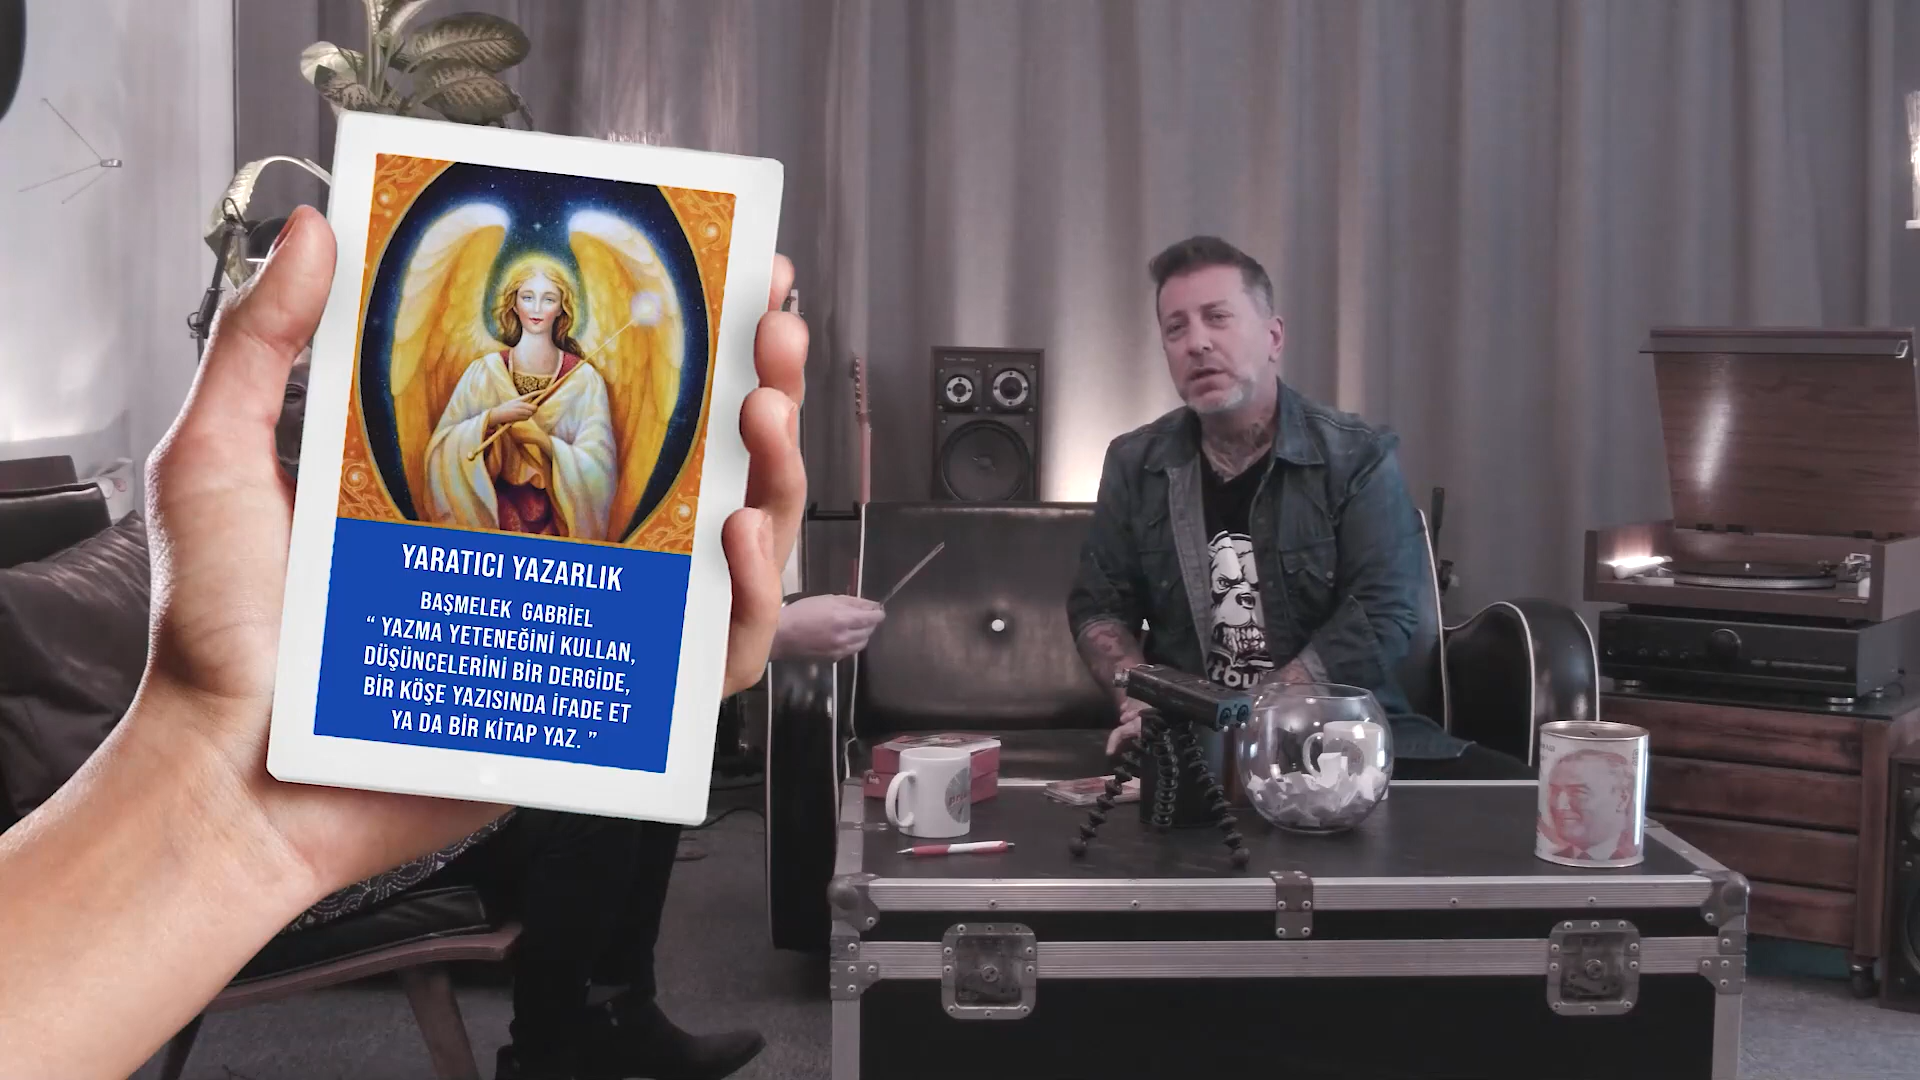 YARATICI YAZARLIK
BAŞMELEK GABRİEL
“ YAZMA YETENEĞİNİ KULLAN,
DÜŞÜNCELERİNİ BİR DERGİDE,
BİR KÖŞE YAZISINDA İFADE ET
YA DA BİR KİTAP YAZ. ”